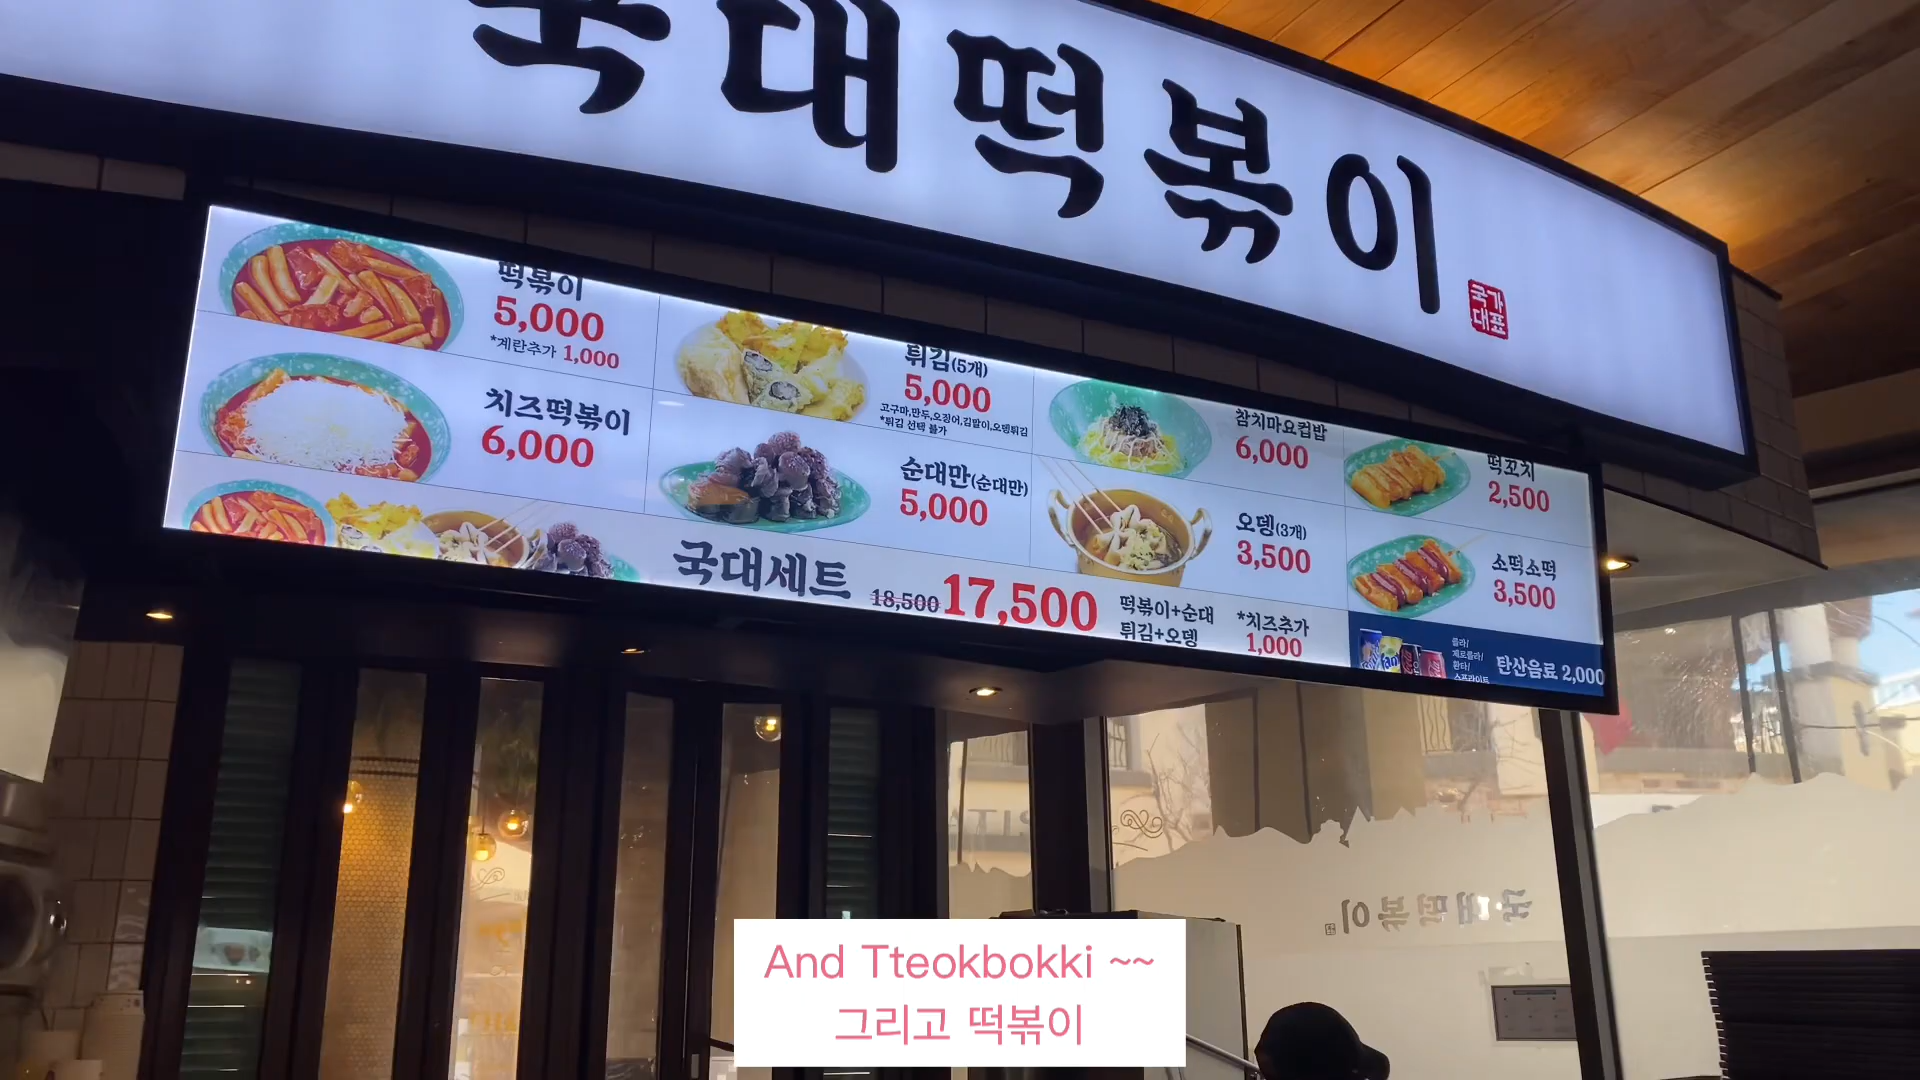 국대떡볶이
국가
대표
떡볶이
5,000
*계란추가 1,000
치즈떡볶이
6,000
튀김(5개)
5,000
고구마,만두,오징어,김말이,오뎅튀김
*튀김 선택 불가
순대만(순대만)
5,000
참치마요컵밥
6,000
오뎅(3개)
3,500
떡꼬치
2,500
소떡소떡
3,500
국대세트
18,500 17,500
떡볶이+순대
튀김+오뎅
*치즈추가
1,000
콜라/
제로콜라/
환타/
스프라이트
탄산음료 2,000
국대떡볶이
And Tteokbokki ~~
그리고 떡볶이